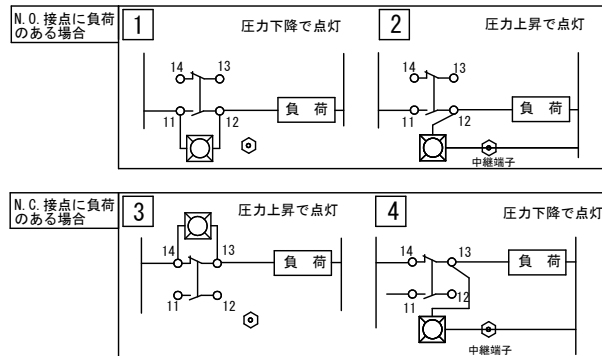 N.O.接点に負荷
のある場合
1
圧力下降で点灯
14
13
11
12
負 荷
2
圧力上昇で点灯
14
13
11
12
負 荷
中継端子
N.C.接点に負荷
のある場合
3
圧力上昇で点灯
14
13
11
12
負 荷
4
圧力下降で点灯
14
13
11
12
負 荷
中継端子